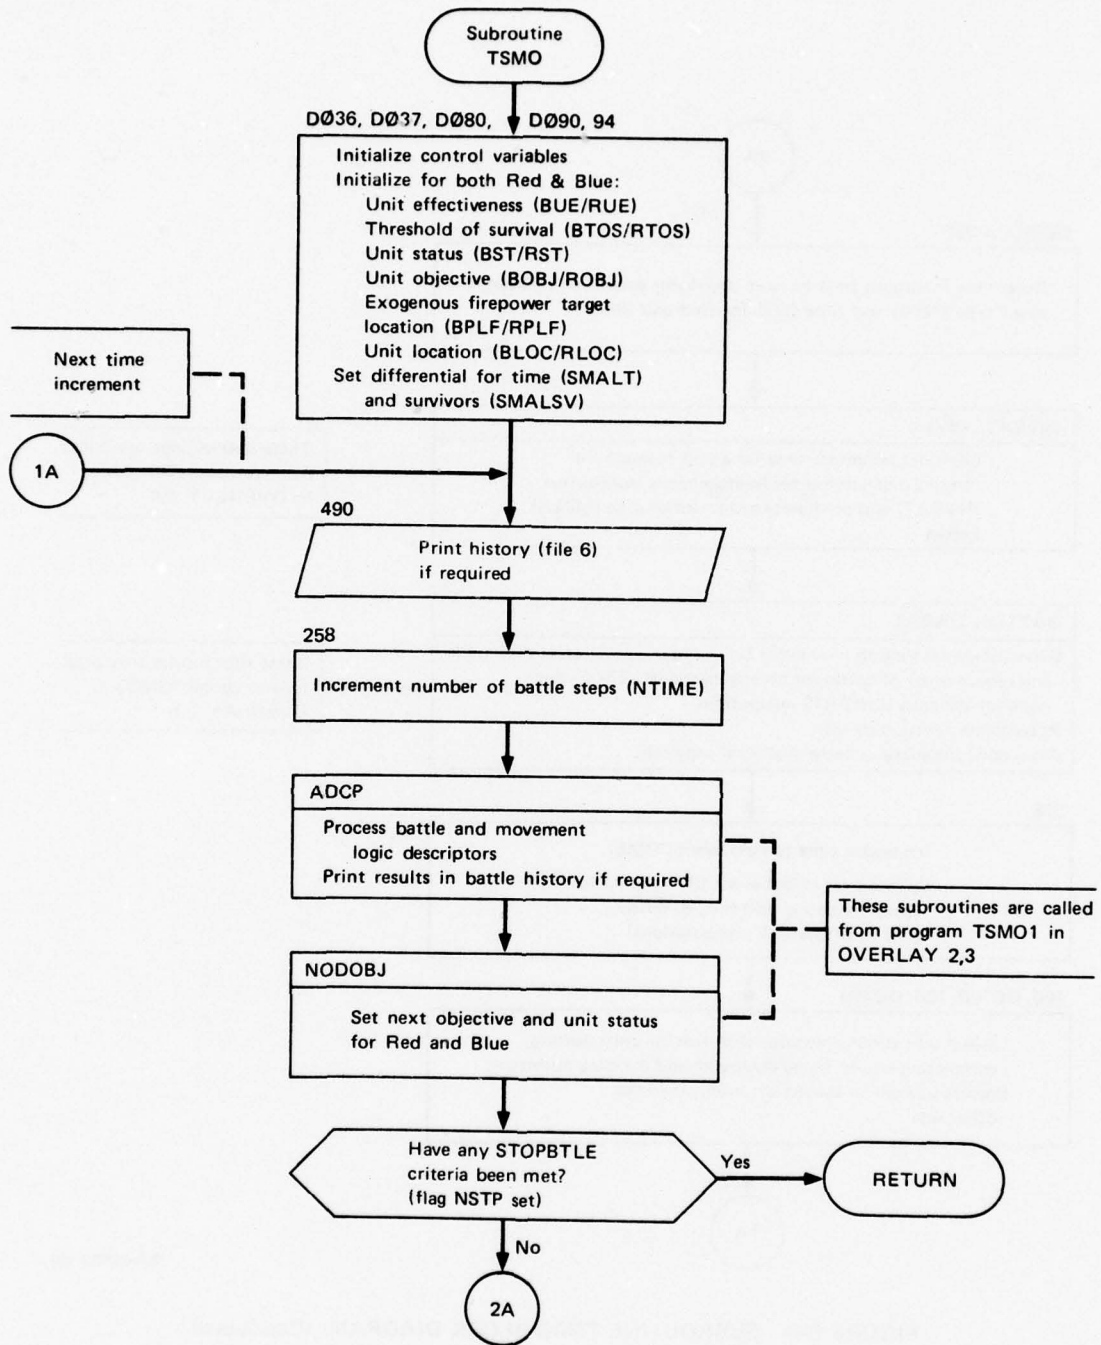 Subroutine
TSMO
DØ36, DØ37, DØ80, DØ90, 94
Initialize control variables
Initialize for both Red & Blue:
Unit effectiveness (BUE/RUE)
Threshold of survival (BTOS/RTOS)
Unit status (BST/RST)
Unit objective (BOBJ/ROBJ)
Exogenous firepower target
location (BPLF/RPLF)
Unit location (BLOC/RLOC)
Set differential for time (SMALT)
and survivors (SMALSV)
Next time
increment
1A
490
Print history (file 6)
if required
258
Increment number of battle steps (NTIME)
ADCP
Process battle and movement
logic descriptors
Print results in battle history if required
These subroutines are called
from program TSMO1 in
OVERLAY 2,3
NODOBJ
Set next objective and unit status
for Red and Blue
Have any STOPBTLE
criteria been met?
(flag NSTP set)
Yes
RETURN
No
2A